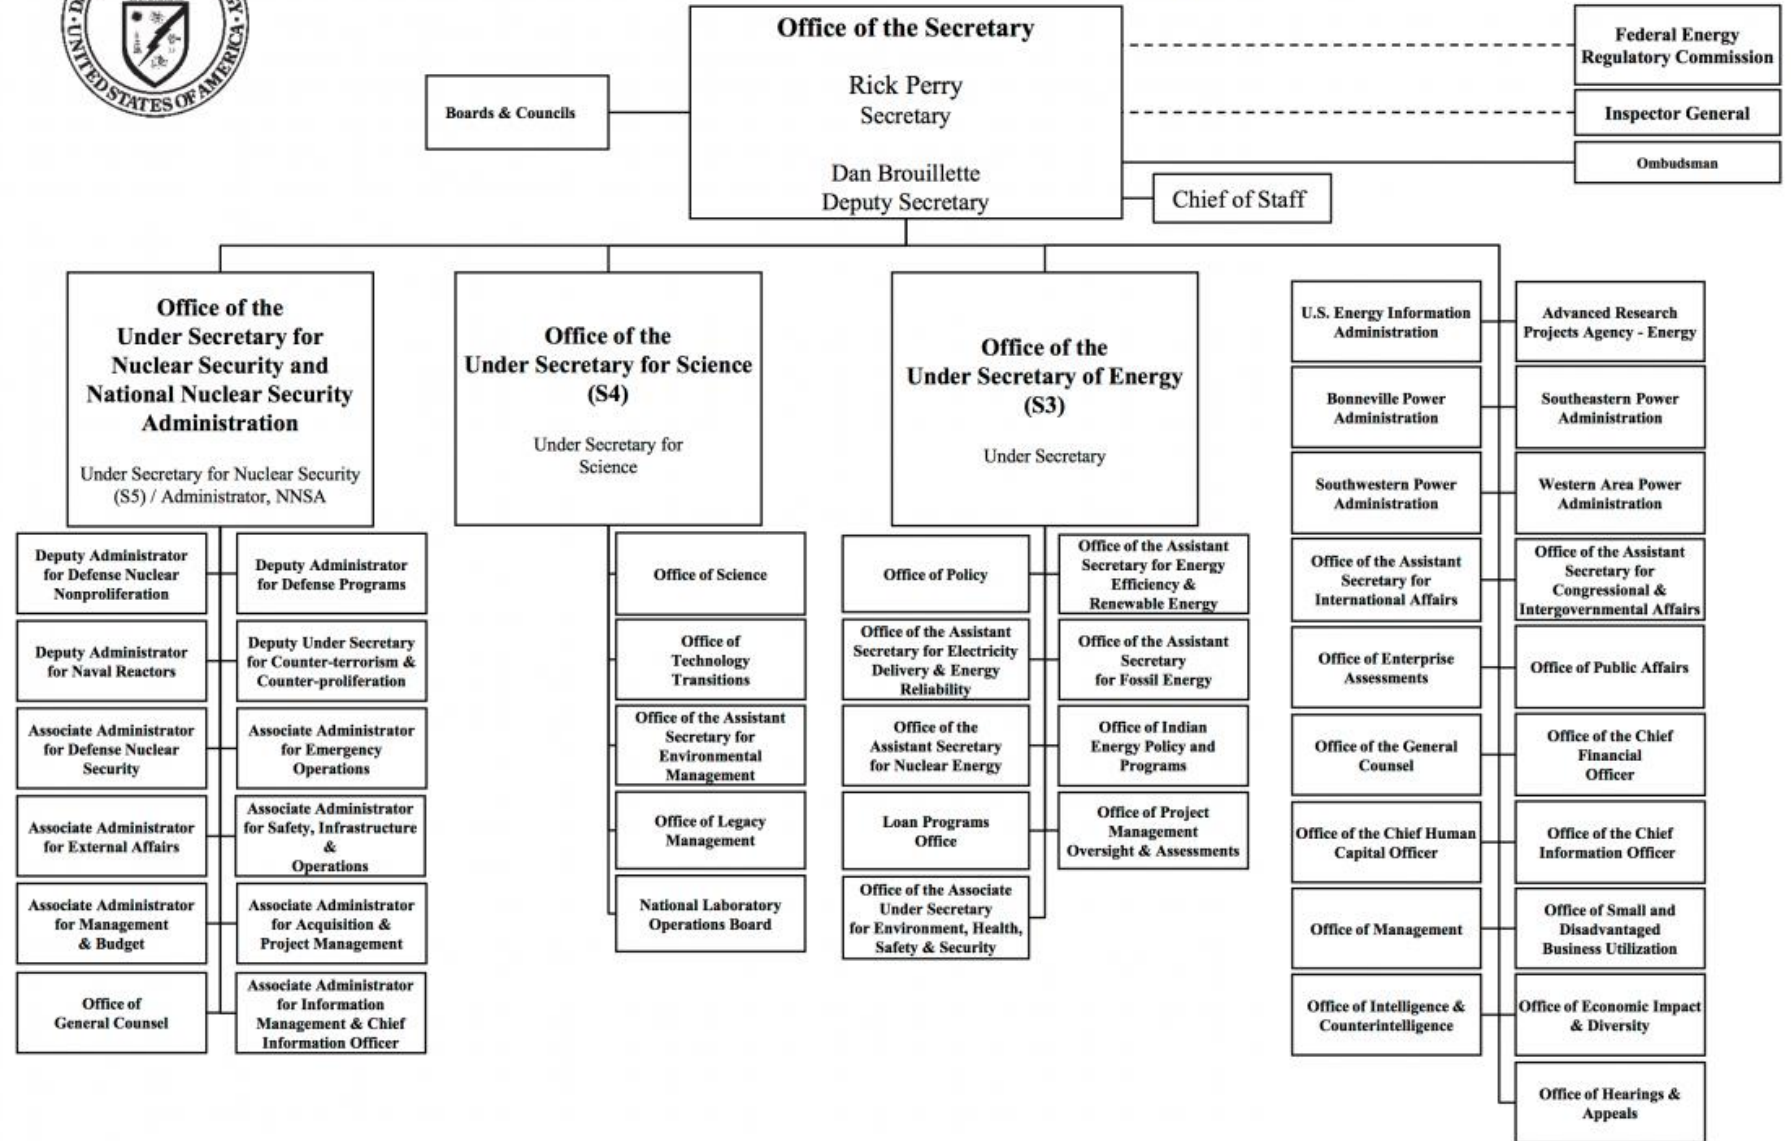 UNITED STATES OF AMERICA
Office of the Secretary
Rick Perry
Secretary
Dan Brouillette
Deputy Secretary
Boards & Councils
Federal Energy
Regulatory Commission
Inspector General
Ombudsman
Chief of Staff
Office of the
Under Secretary for
Nuclear Security and
National Nuclear Security
Administration
Under Secretary for Nuclear Security
(S5) / Administrator, NNSA
Deputy Administrator
for Defense Nuclear
Nonproliferation
Deputy Administrator
for Defense Programs
Deputy Administrator
for Naval Reactors
Deputy Under Secretary
for Counter-terrorism &
Counter-proliferation
Associate Administrator
for Defense Nuclear
Security
Associate Administrator
for Emergency
Operations
Associate Administrator
for External Affairs
Associate Administrator
for Safety, Infrastructure
&
Operations
Associate Administrator
for Management
& Budget
Associate Administrator
for Acquisition &
Project Management
Office of
General Counsel
Associate Administrator
for Information
Management & Chief
Information Officer
Office of the
Under Secretary for Science
(S4)
Under Secretary for
Science
Office of Science
Office of
Technology
Transitions
Office of the Assistant
Secretary for
Environmental
Management
Office of Legacy
Management
National Laboratory
Operations Board
Office of the
Under Secretary of Energy
(S3)
Under Secretary
Office of Policy
Office of the Assistant
Secretary for Energy
Efficiency &
Renewable Energy
Office of the Assistant
Secretary for Electricity
Delivery & Energy
Reliability
Office of the Assistant
Secretary
for Fossil Energy
Office of the
Assistant Secretary
for Nuclear Energy
Office of Indian
Energy Policy and
Programs
Loan Programs
Office
Office of Project
Management
Oversight & Assessments
Office of the Associate
Under Secretary
for Environment, Health,
Safety & Security
U.S. Energy Information
Administration
Advanced Research
Projects Agency - Energy
Bonneville Power
Administration
Southeastern Power
Administration
Southwestern Power
Administration
Western Area Power
Administration
Office of the Assistant
Secretary for
International Affairs
Office of the Assistant
Secretary for
Congressional &
Intergovernmental Affairs
Office of Enterprise
Assessments
Office of Public Affairs
Office of the General
Counsel
Office of the Chief
Financial
Officer
Office of the Chief Human
Capital Officer
Office of the Chief
Information Officer
Office of Management
Office of Small and
Disadvantaged
Business Utilization
Office of Intelligence &
Counterintelligence
Office of Economic Impact
& Diversity
Office of Hearings &
Appeals